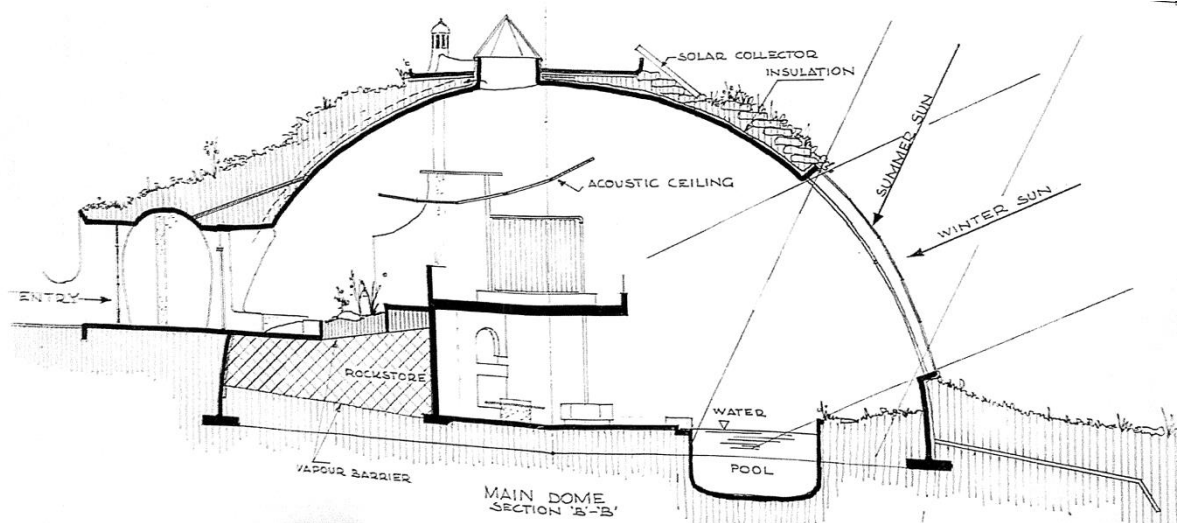 SOLAR COLLECTOR
INSULATION
SUMMER SUN
WINTER SUN
ACOUSTIC CEILING
ENTRY
ROCKSTORE
WATER
POOL
VAPOUR BARRIER
MAIN DOME
SECTION 'B'-'B'